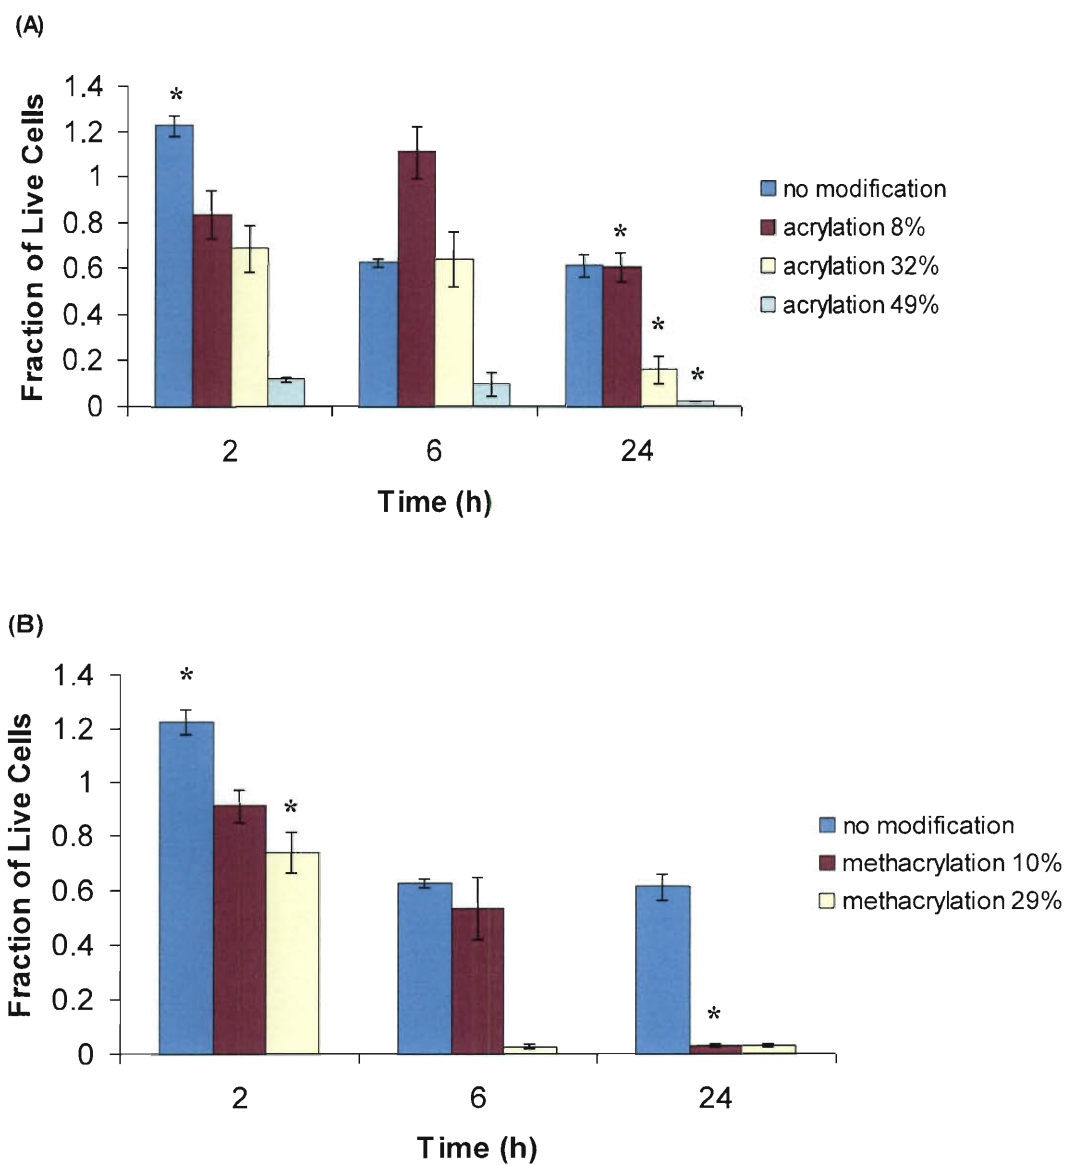 (A)
Fraction of Live Cells
1.4
1.2
1
0.8
0.6
0.4
0.2
0
*
*
*
*
2
6
24
Time (h)
no modification
acrylation 8%
acrylation 32%
acrylation 49%
(B)
Fraction of Live Cells
1.4
1.2
1
0.8
0.6
0.4
0.2
0
*
*
*
2
6
24
Time (h)
no modification
methacrylation 10%
methacrylation 29%